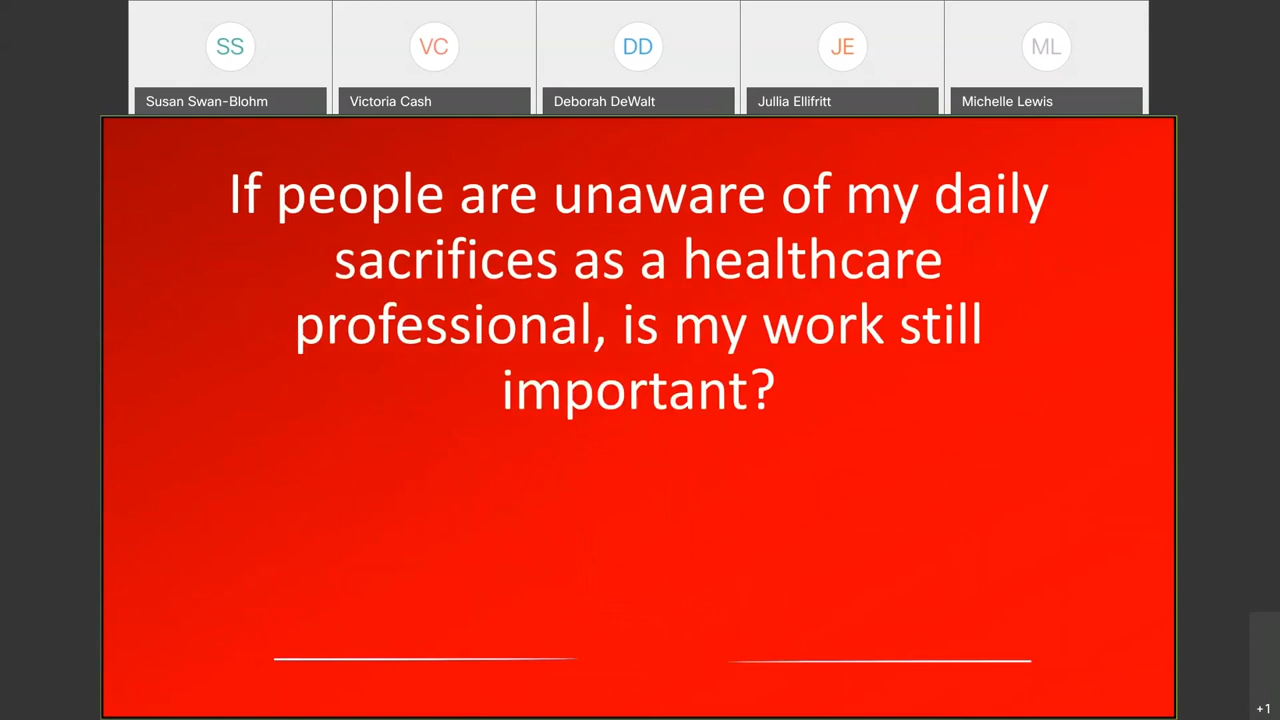 SS VC DD JE ML
Susan Swan-Blohm Victoria Cash Deborah DeWalt Jullia Ellifritt Michelle Lewis
If people are unaware of my daily
sacrifices as a healthcare
professional, is my work still
important?
+1